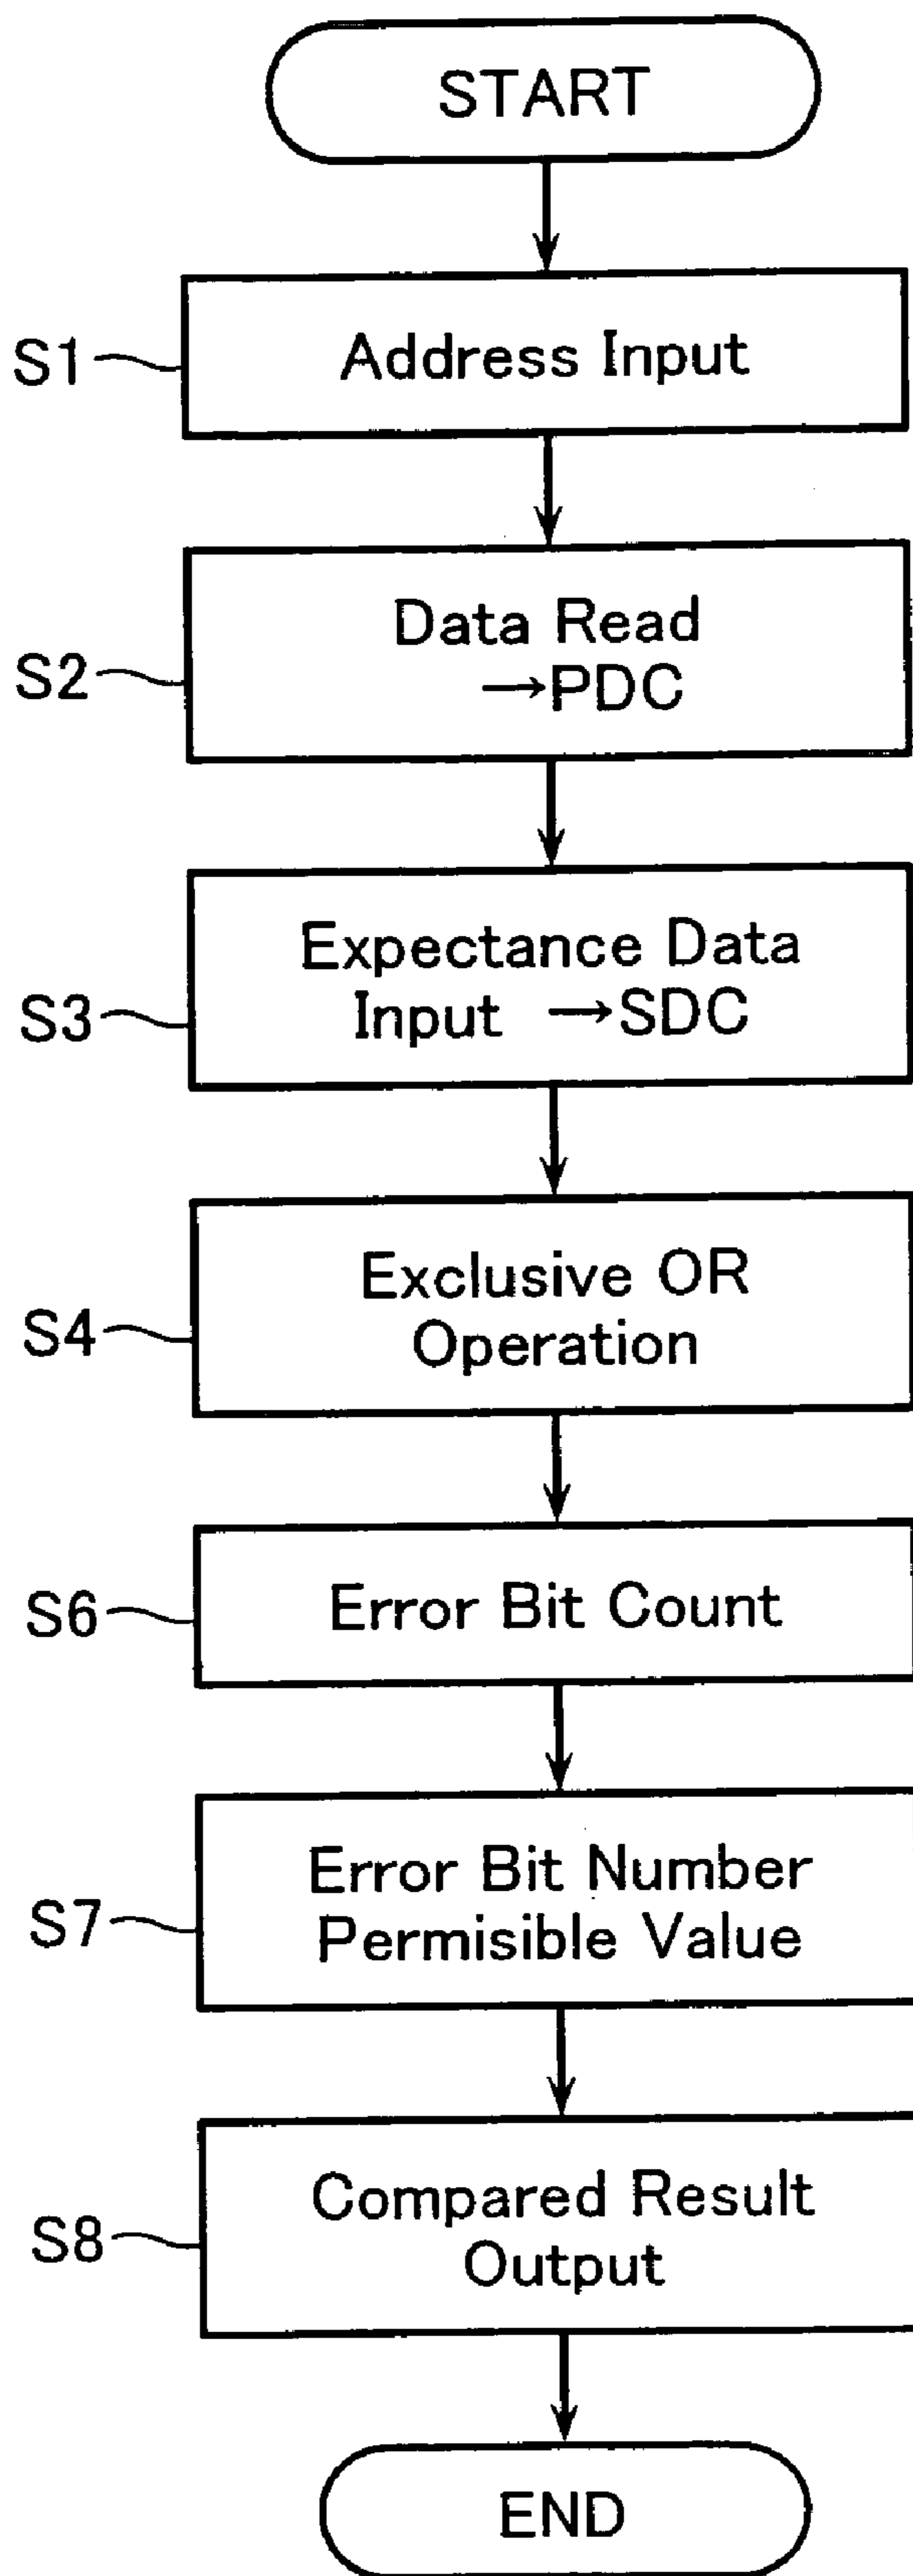 START
S1
Address Input
S2
Data Read
→PDC
S3
Expectance Data
Input →SDC
S4
Exclusive OR
Operation
S6
Error Bit Count
S7
Error Bit Number
Permisible Value
S8
Compared Result
Output
END